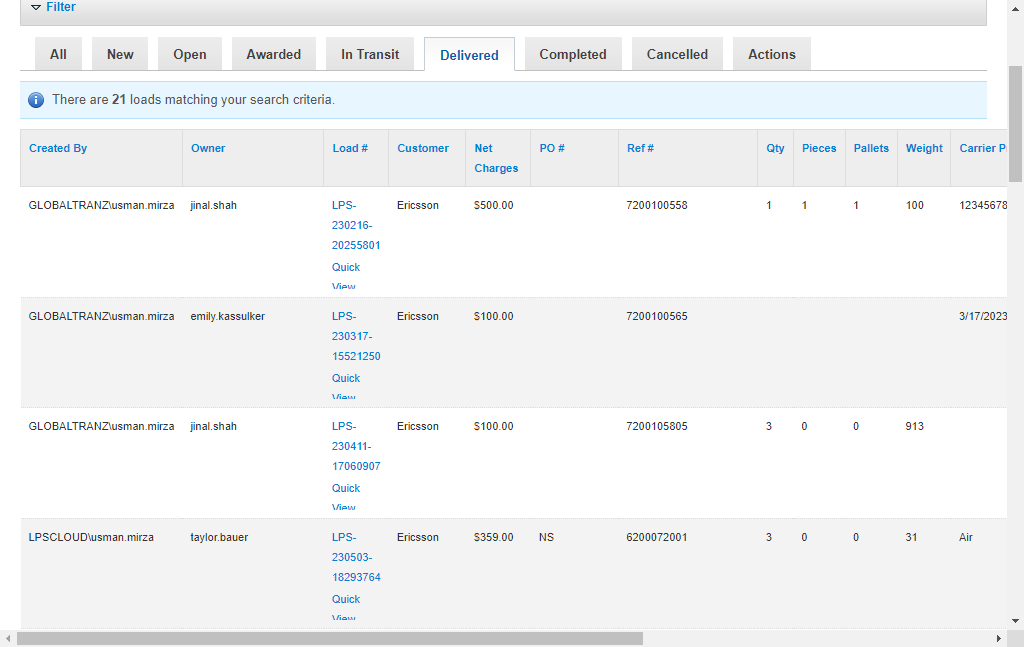 Filter
All New Open Awarded In Transit Delivered Completed Cancelled Actions
There are 21 loads matching your search criteria.
Created By Owner Load # Customer Net Charges PO # Ref # Qty Pieces Pallets Weight Carrier P
GLOBALTRANZ\usman.mirza jinal.shah LPS- Ericsson $500.00 7200100558 1 1 1 100 12345678
230216-
20255801
Quick
View
GLOBALTRANZ\usman.mirza emily.kassulker LPS- Ericsson $100.00 7200100565 3/17/2023
230317-
15521250
Quick
View
GLOBALTRANZ\usman.mirza jinal.shah LPS- Ericsson $100.00 7200105805 3 0 0 913
230411-
17060907
Quick
View
LPSCLOUD\usman.mirza taylor.bauer LPS- Ericsson $359.00 NS 6200072001 3 0 0 31 Air
230503-
18293764
Quick
View